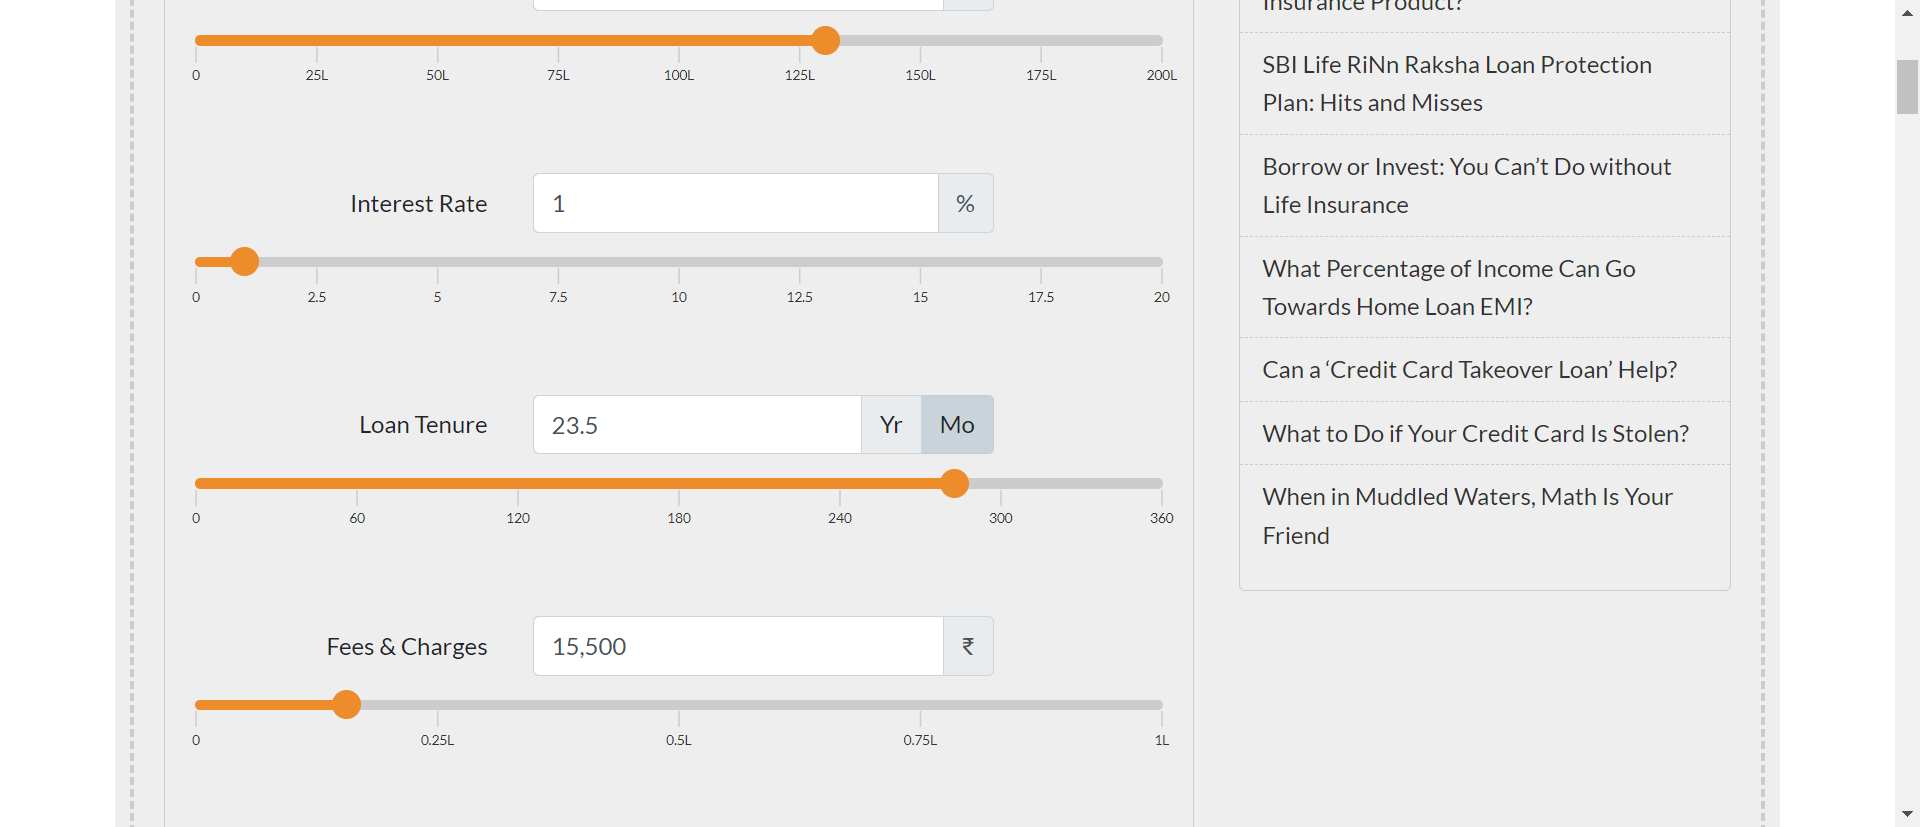 0 25L 50L 75L 100L 125L 150L 175L 200L
Interest Rate 1 %
0 2.5 5 7.5 10 12.5 15 17.5 20
Loan Tenure 23.5 Yr Mo
0 60 120 180 240 300 360
Fees & Charges 15,500 ₹
0 0.25L 0.5L 0.75L 1L
Insurance Product?
SBI Life RiNn Raksha Loan Protection
Plan: Hits and Misses
Borrow or Invest: You Can’t Do without
Life Insurance
What Percentage of Income Can Go
Towards Home Loan EMI?
Can a ‘Credit Card Takeover Loan’ Help?
What to Do if Your Credit Card Is Stolen?
When in Muddled Waters, Math Is Your
Friend